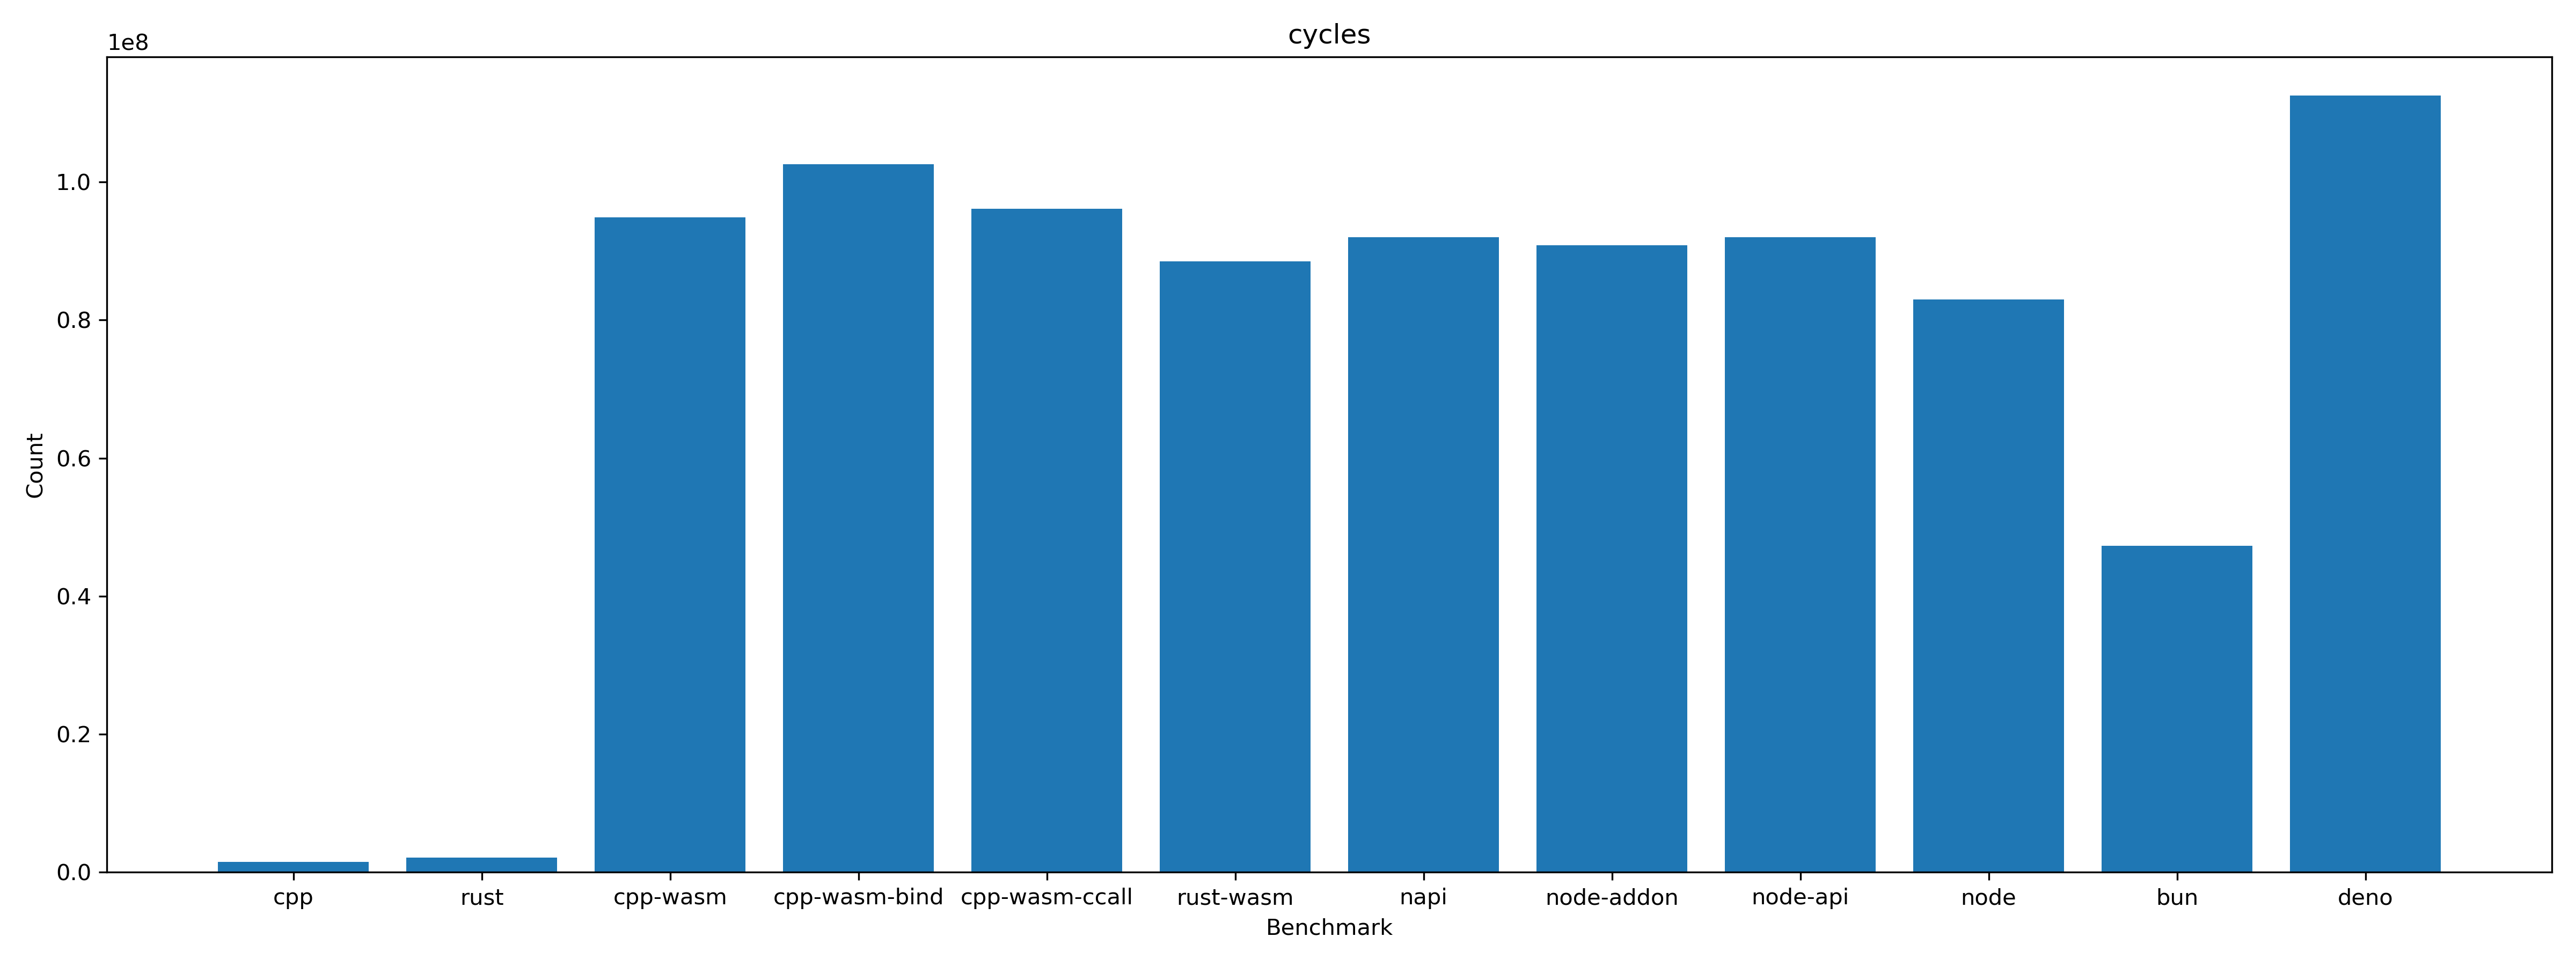 cycles
1e8
1.0
0.8
0.6
0.4
0.2
0.0
Count
cpp rust cpp-wasm cpp-wasm-bind cpp-wasm-ccall rust-wasm napi node-addon node-api node bun deno
Benchmark